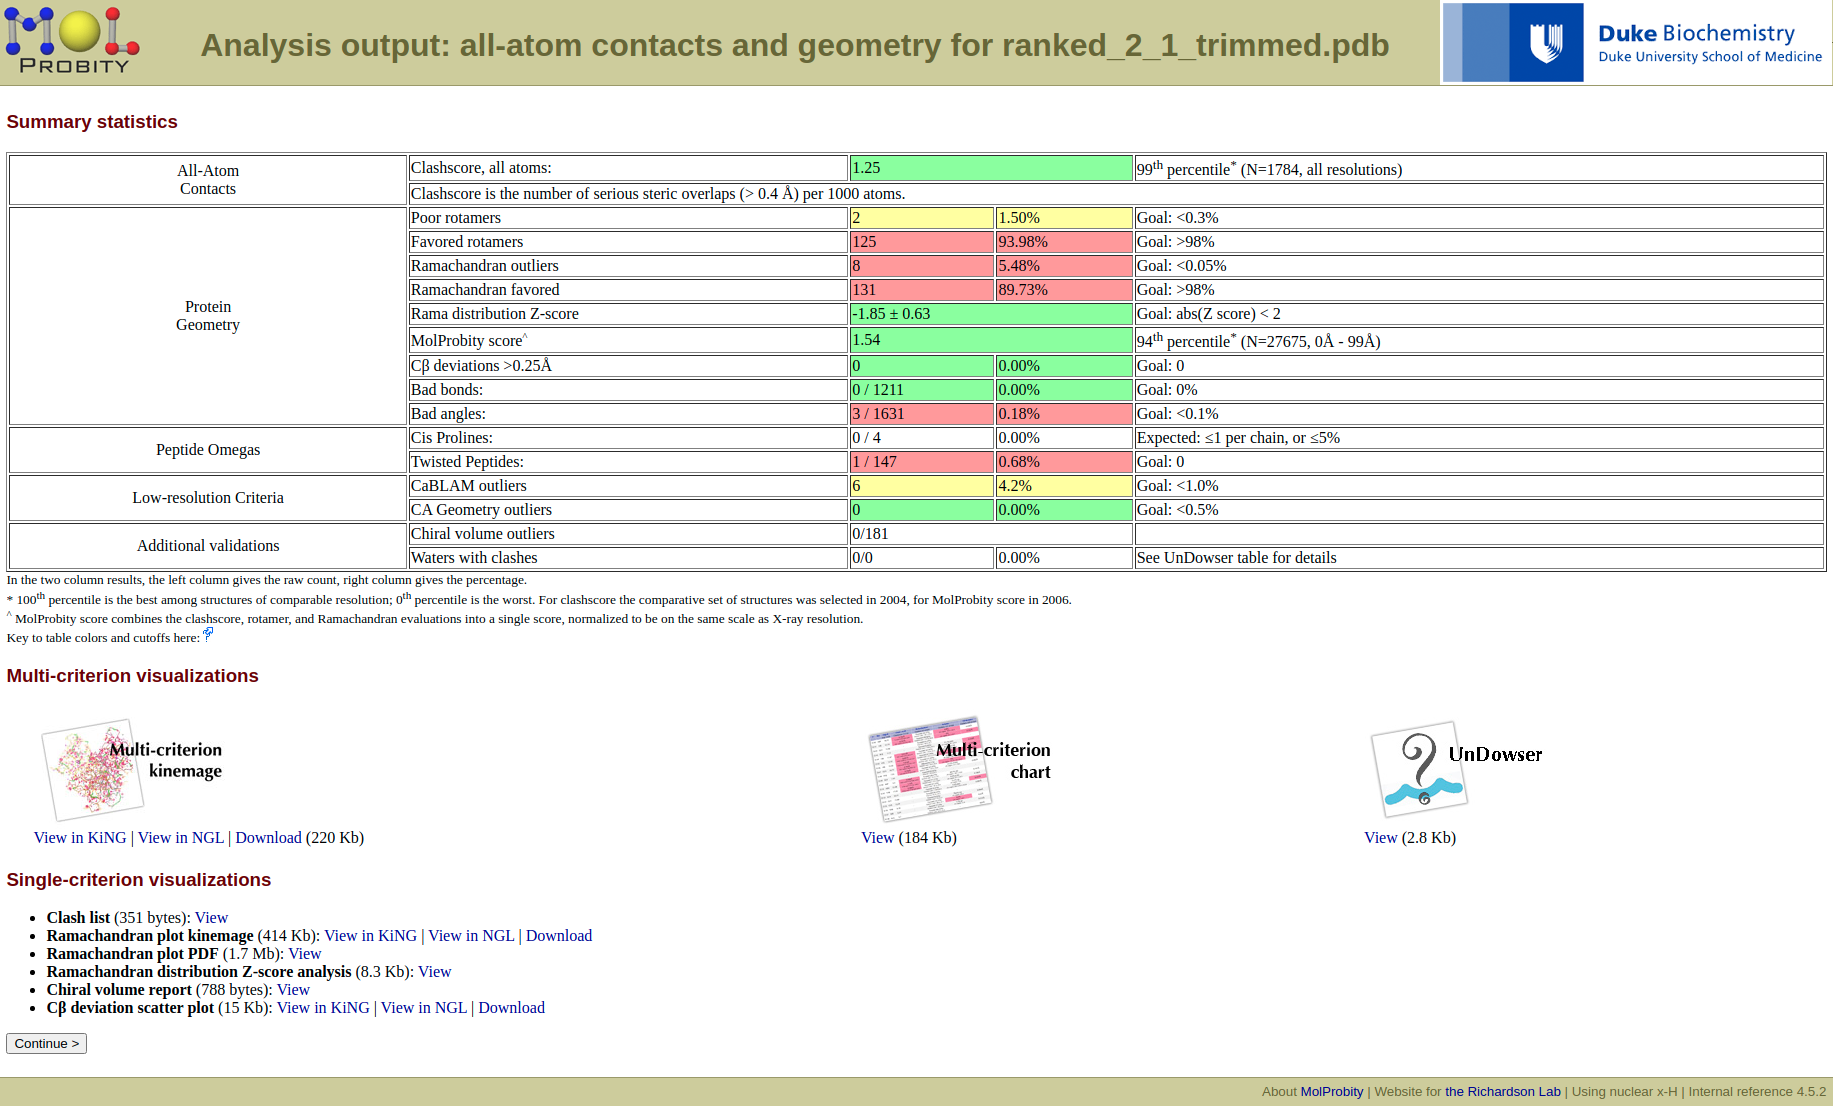 MOL
PROBITY
Analysis output: all-atom contacts and geometry for ranked_2_1_trimmed.pdb
Duke Biochemistry
Duke University School of Medicine
Summary statistics
All-Atom Contacts
Clashscore, all atoms: 1.25 99th percentile* (N=1784, all resolutions)
Clashscore is the number of serious steric overlaps (> 0.4 Å) per 1000 atoms.
Protein Geometry
Poor rotamers 2 1.50% Goal: <0.3%
Favored rotamers 125 93.98% Goal: >98%
Ramachandran outliers 8 5.48% Goal: <0.05%
Ramachandran favored 131 89.73% Goal: >98%
Rama distribution Z-score -1.85 ± 0.63 Goal: abs(Z score) < 2
MolProbity score^ 1.54 94th percentile* (N=27675, 0Å - 99Å)
Cβ deviations >0.25Å 0 0.00% Goal: 0
Bad bonds: 0 / 1211 0.00% Goal: 0%
Bad angles: 3 / 1631 0.18% Goal: <0.1%
Peptide Omegas
Cis Prolines: 0 / 4 0.00% Expected: ≤1 per chain, or ≤5%
Twisted Peptides: 1 / 147 0.68% Goal: 0
Low-resolution Criteria
CaBLAM outliers 6 4.2% Goal: <1.0%
CA Geometry outliers 0 0.00% Goal: <0.5%
Additional validations
Chiral volume outliers 0/181
Waters with clashes 0/0 0.00% See UnDowser table for details
In the two column results, the left column gives the raw count, right column gives the percentage.
* 100th percentile is the best among structures of comparable resolution; 0th percentile is the worst. For clashscore the comparative set of structures was selected in 2004, for MolProbity score in 2006.
^ MolProbity score combines the clashscore, rotamer, and Ramachandran evaluations into a single score, normalized to be on the same scale as X-ray resolution.
Key to table colors and cutoffs here: ?
Multi-criterion visualizations
Multi-criterion kinemage
Multi-criterion chart
UnDowser
View in KiNG | View in NGL | Download (220 Kb)
View (184 Kb)
View (2.8 Kb)
Single-criterion visualizations
• Clash list (351 bytes): View
• Ramachandran plot kinemage (414 Kb): View in KiNG | View in NGL | Download
• Ramachandran plot PDF (1.7 Mb): View
• Ramachandran distribution Z-score analysis (8.3 Kb): View
• Chiral volume report (788 bytes): View
• Cβ deviation scatter plot (15 Kb): View in KiNG | View in NGL | Download
Continue >
About MolProbity | Website for the Richardson Lab | Using nuclear x-H | Internal reference 4.5.2